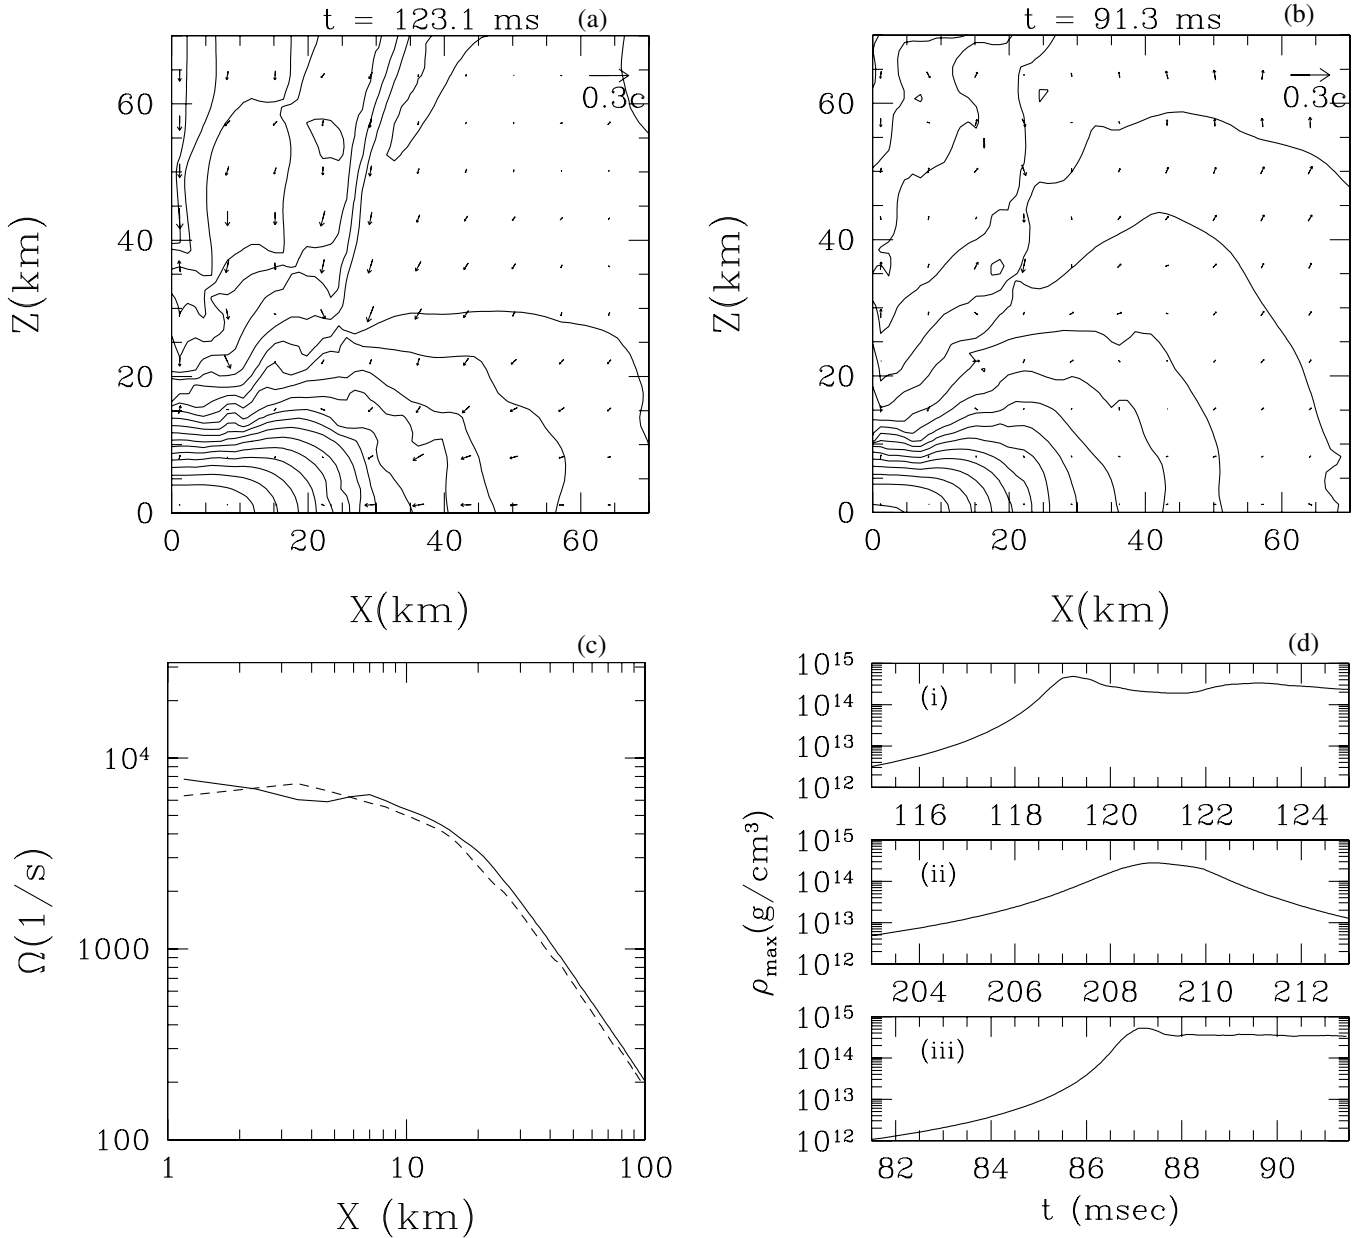 t = 123.1 ms (a)
0.3c
60
40
20
0
0 20 40 60
Z(km)
X(km)
t = 91.3 ms (b)
0.3c
60
40
20
0
0 20 40 60
Z(km)
X(km)
(c)
10⁴
1000
100
1 10 100
Ω(1/s)
X (km)
(d)
10¹⁵
10¹⁴
10¹³
10¹²
(i)
116 118 120 122 124
10¹⁵
10¹⁴
10¹³
10¹²
(ii)
204 206 208 210 212
10¹⁵
10¹⁴
10¹³
10¹²
(iii)
82 84 86 88 90
ρmax(g/cm³)
t (msec)